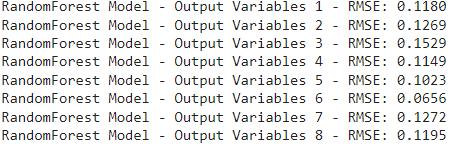 RandomForest Model - Output Variables 1 - RMSE: 0.1180
RandomForest Model - Output Variables 2 - RMSE: 0.1269
RandomForest Model - Output Variables 3 - RMSE: 0.1529
RandomForest Model - Output Variables 4 - RMSE: 0.1149
RandomForest Model - Output Variables 5 - RMSE: 0.1023
RandomForest Model - Output Variables 6 - RMSE: 0.0656
RandomForest Model - Output Variables 7 - RMSE: 0.1272
RandomForest Model - Output Variables 8 - RMSE: 0.1195